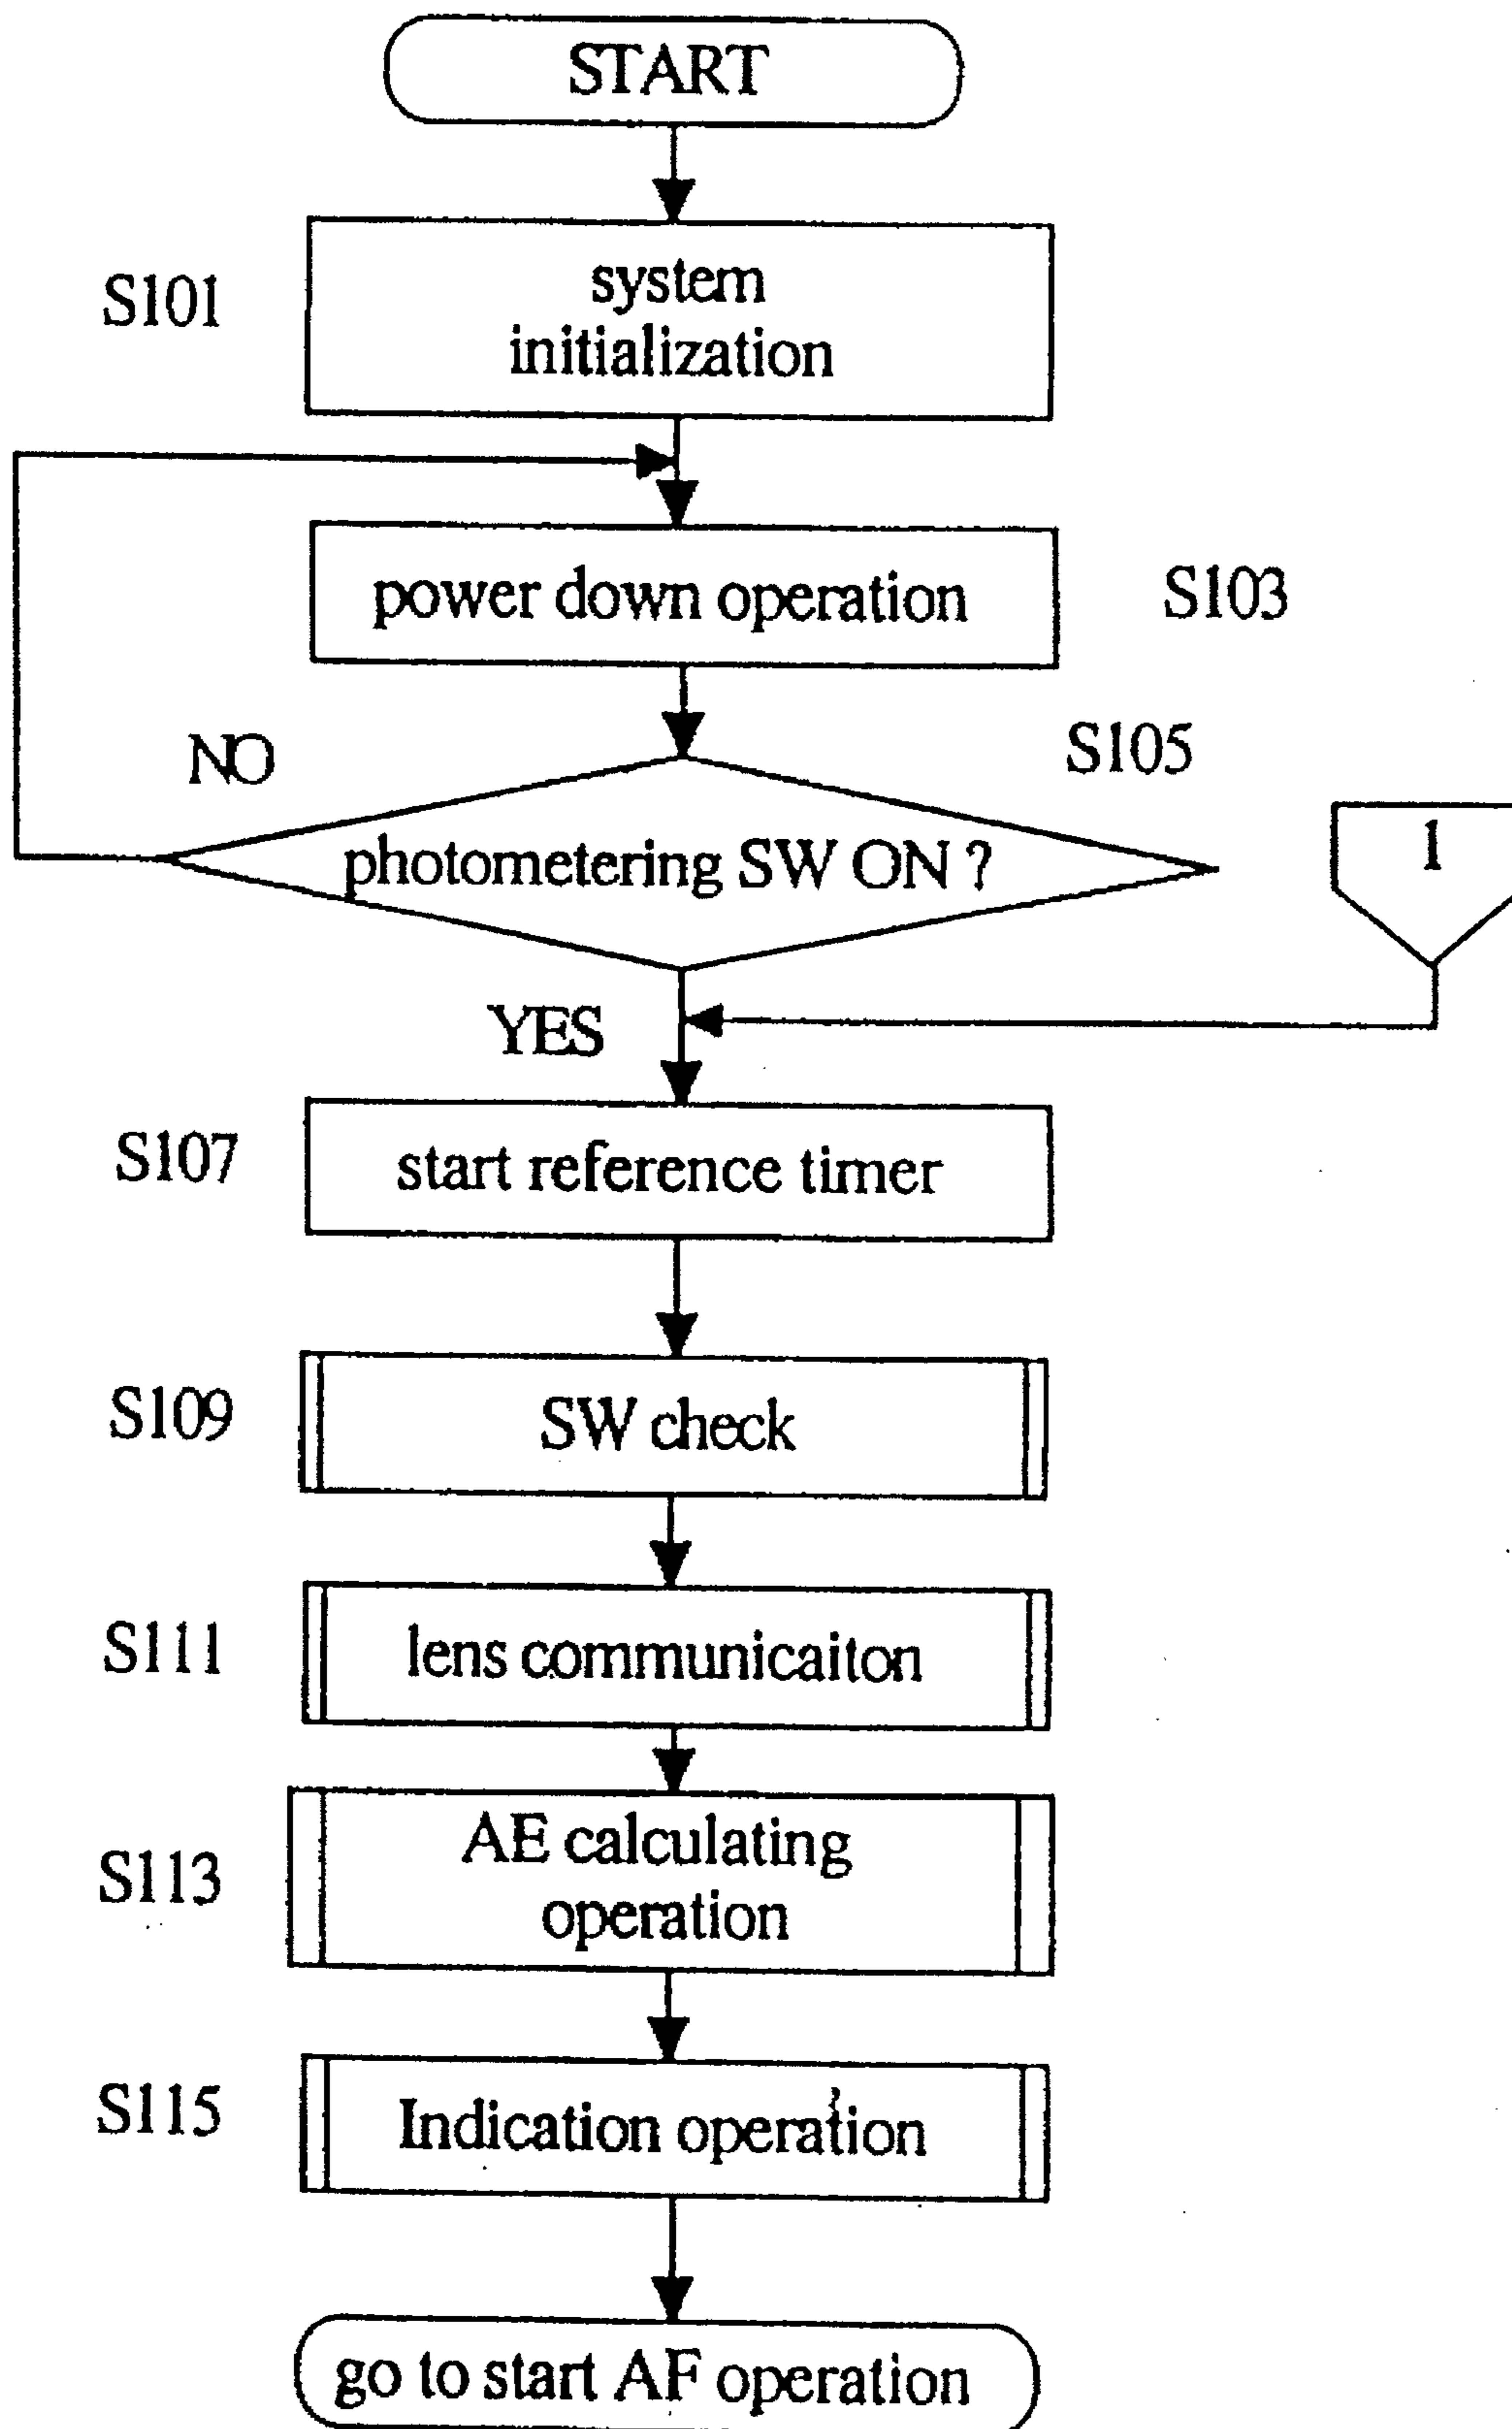 START
S101
system
initialization
power down operation
S103
NO
S105
photometering SW ON ?
1
YES
S107
start reference timer
S109
SW check
S111
lens communicaiton
S113
AE calculating
operation
S115
Indication operation
go to start AF operation